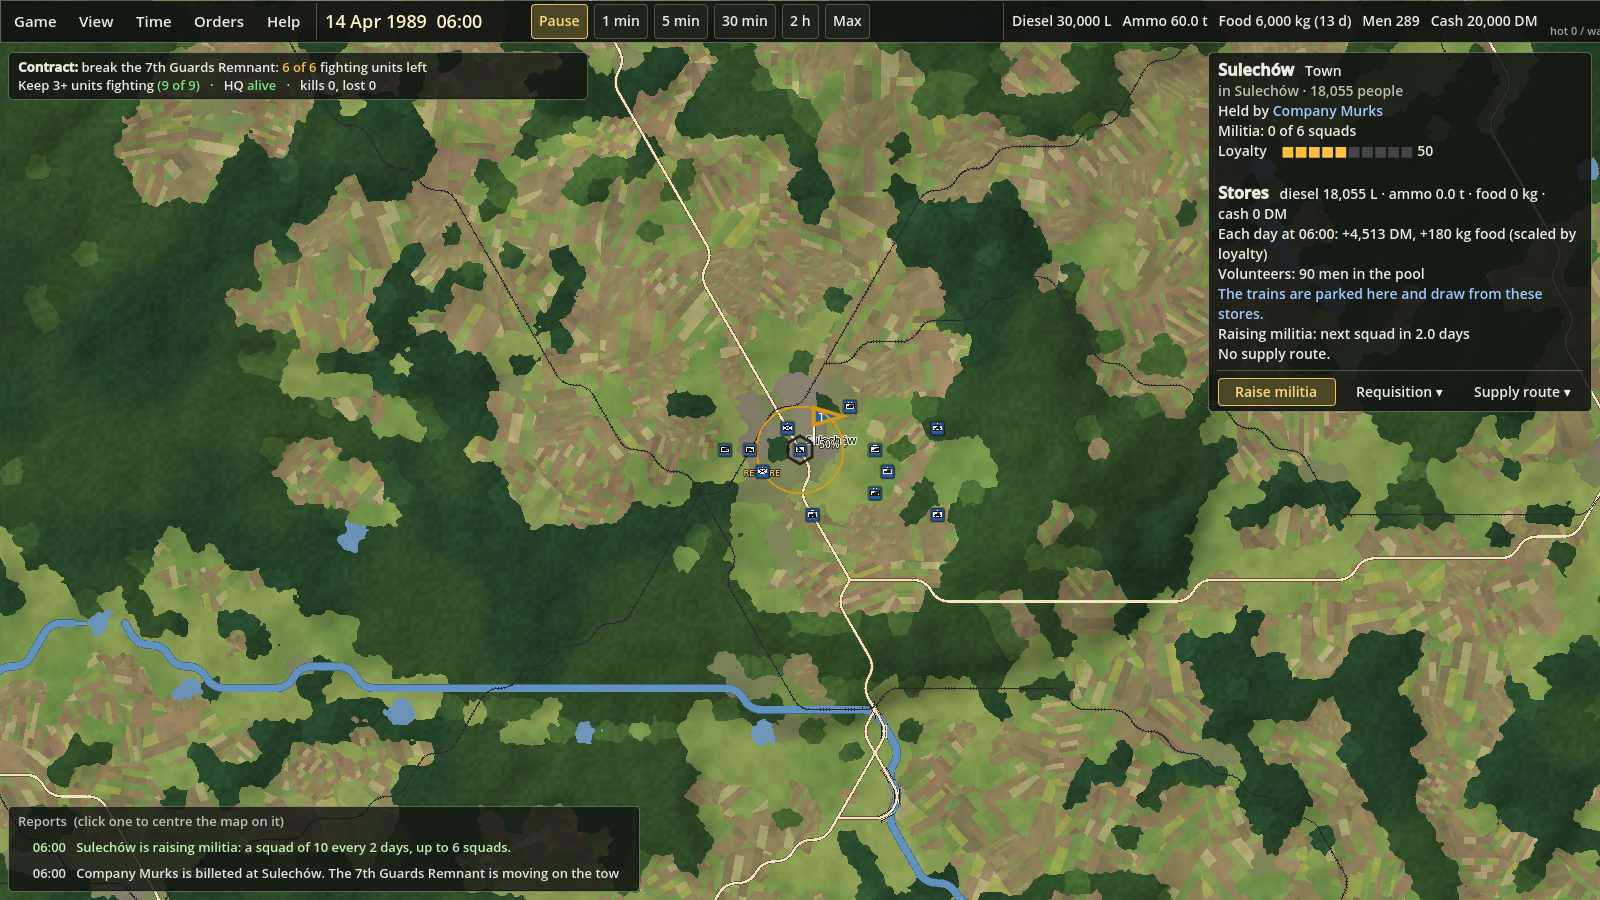 Game View Time Orders Help 14 Apr 1989 06:00 Pause 1 min 5 min 30 min 2 h Max Diesel 30,000 L Ammo 60.0 t Food 6,000 kg (13 d) Men 289 Cash 20,000 DM
hot 0 / wa
Contract: break the 7th Guards Remnant: 6 of 6 fighting units left
Keep 3+ units fighting (9 of 9) · HQ alive · kills 0, lost 0
Sulechów Town
in Sulechów · 18,055 people
Held by Company Murks
Militia: 0 of 6 squads
Loyalty 50
Stores diesel 18,055 L · ammo 0.0 t · food 0 kg ·
cash 0 DM
Each day at 06:00: +4,513 DM, +180 kg food (scaled by
loyalty)
Volunteers: 90 men in the pool
The trains are parked here and draw from these
stores.
Raising militia: next squad in 2.0 days
No supply route.
Raise militia Requisition ▾ Supply route ▾
1
Sulechów
50%
RE RE
Reports (click one to centre the map on it)
06:00 Sulechów is raising militia: a squad of 10 every 2 days, up to 6 squads.
06:00 Company Murks is billeted at Sulechów. The 7th Guards Remnant is moving on the tow